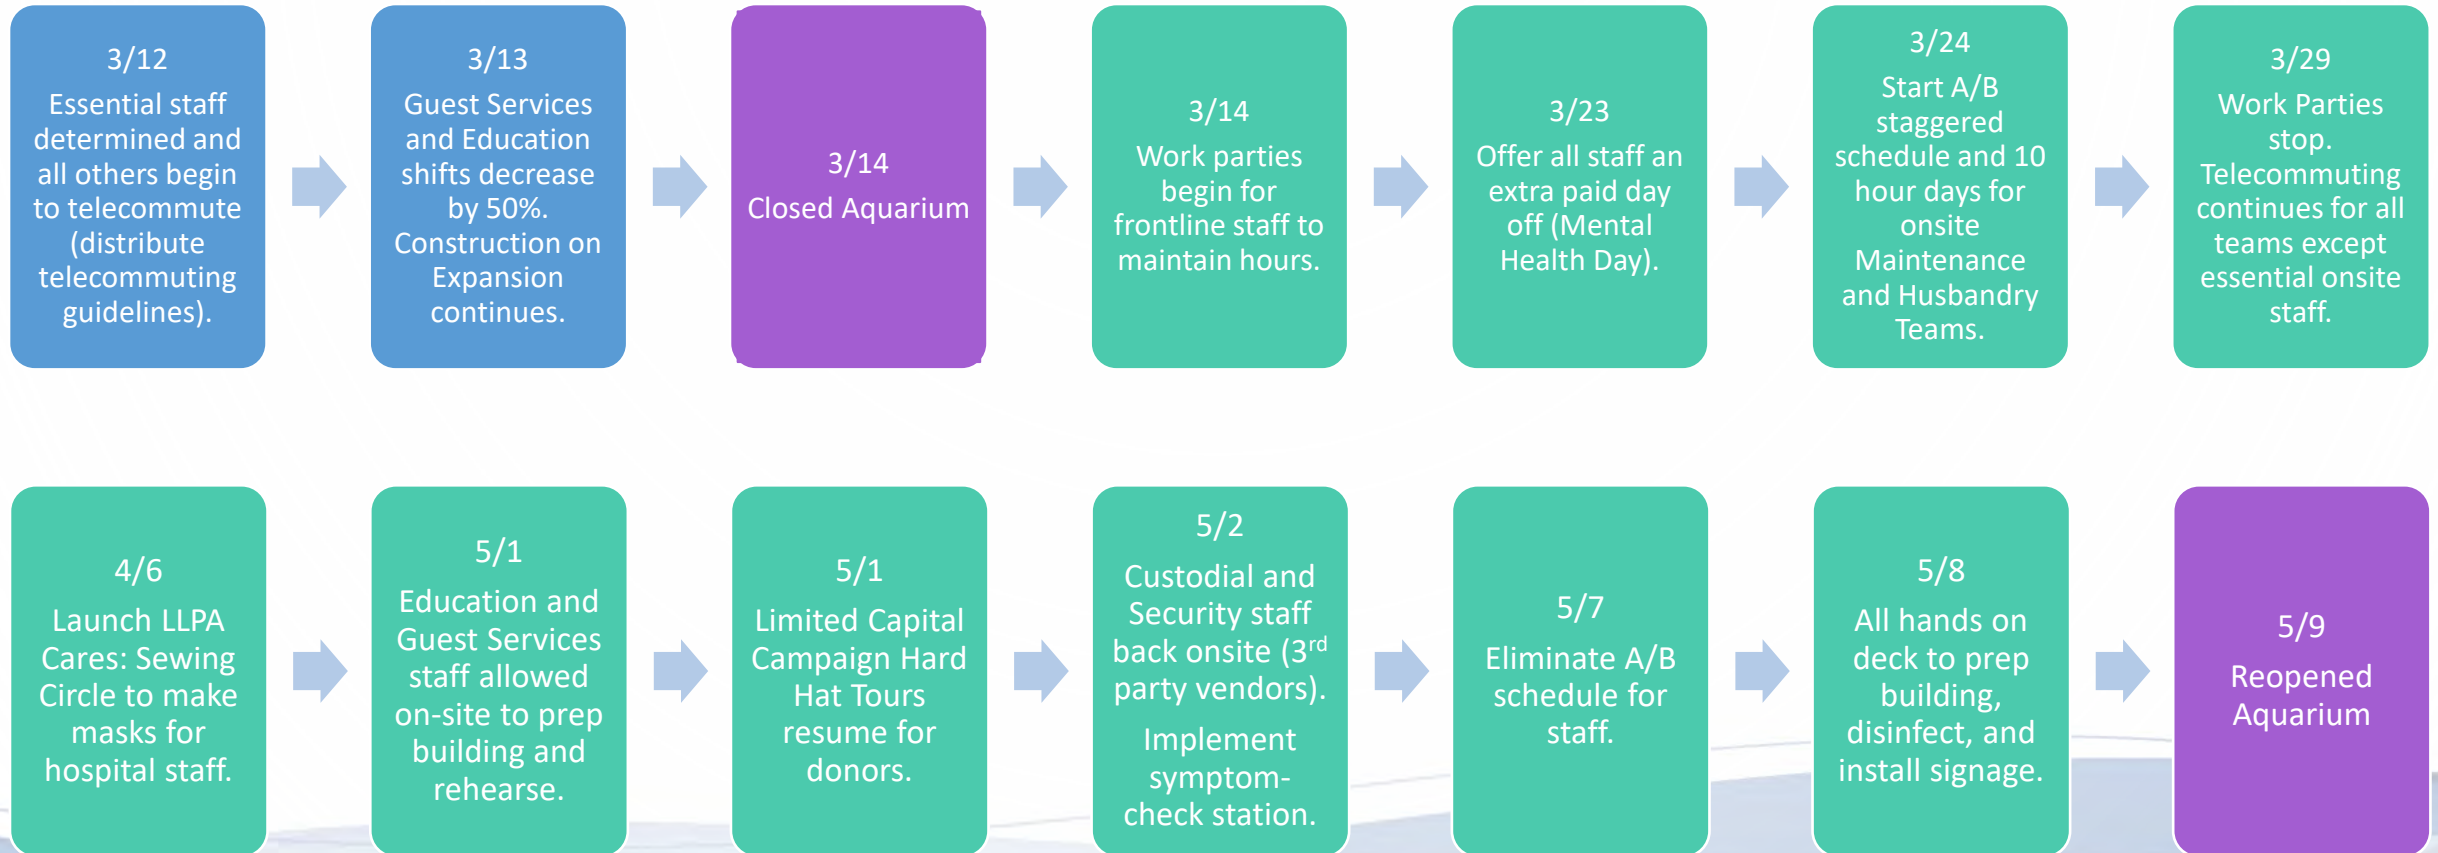 3/12
Essential staff
determined and
all others begin
to telecommute
(distribute
telecommuting
guidelines).
3/13
Guest Services
and Education
shifts decrease
by 50%.
Construction on
Expansion
continues.
3/14
Closed Aquarium
3/14
Work parties
begin for
frontline staff to
maintain hours.
3/23
Offer all staff an
extra paid day
off (Mental
Health Day).
3/24
Start A/B
staggered
schedule and 10
hour days for
onsite
Maintenance
and Husbandry
Teams.
3/29
Work Parties
stop.
Telecommuting
continues for all
teams except
essential onsite
staff.
4/6
Launch LLPA
Cares: Sewing
Circle to make
masks for
hospital staff.
5/1
Education and
Guest Services
staff allowed
on-site to prep
building and
rehearse.
5/1
Limited Capital
Campaign Hard
Hat Tours
resume for
donors.
5/2
Custodial and
Security staff
back onsite (3rd
party vendors).
Implement
symptom-
check station.
5/7
Eliminate A/B
schedule for
staff.
5/8
All hands on
deck to prep
building,
disinfect, and
install signage.
5/9
Reopened
Aquarium